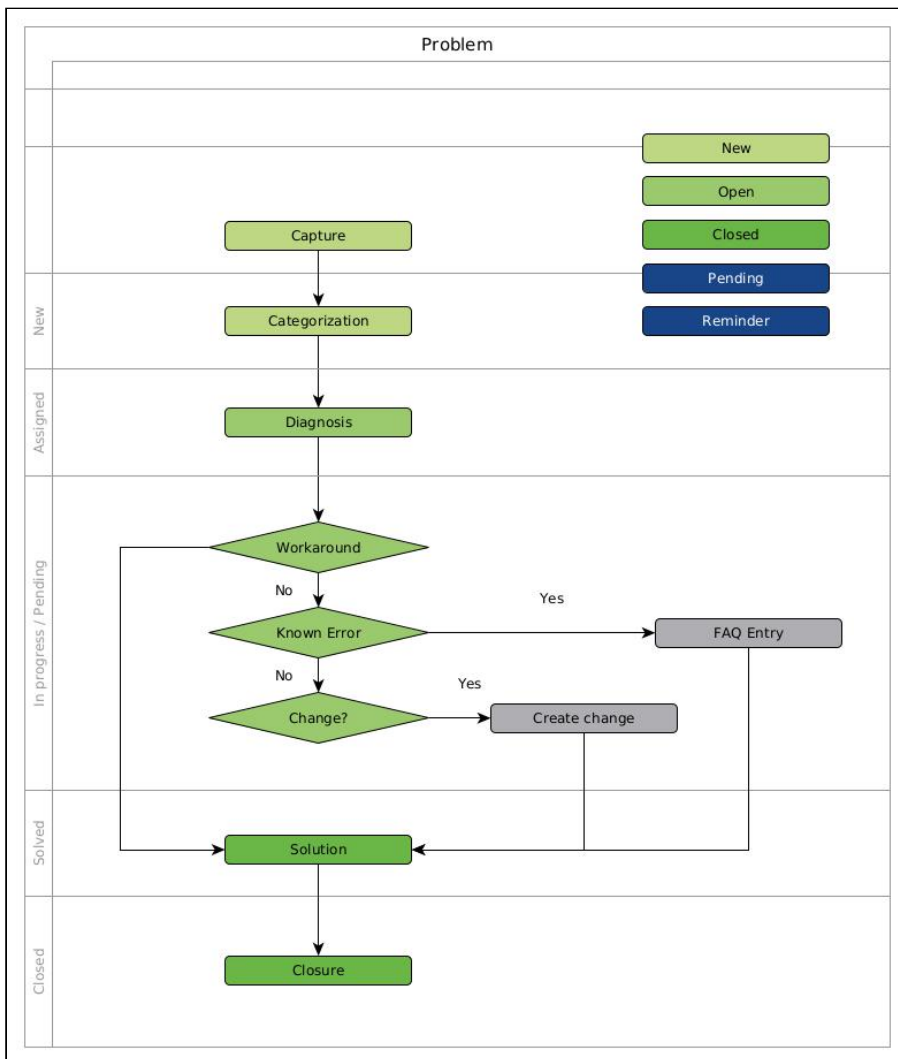 Problem
New
Open
Capture
Closed
Pending
New
Categorization
Reminder
Assigned
Diagnosis
In progress / Pending
Workaround
No
Yes
Known Error
FAQ Entry
No
Yes
Change?
Create change
Solved
Solution
Closed
Closure